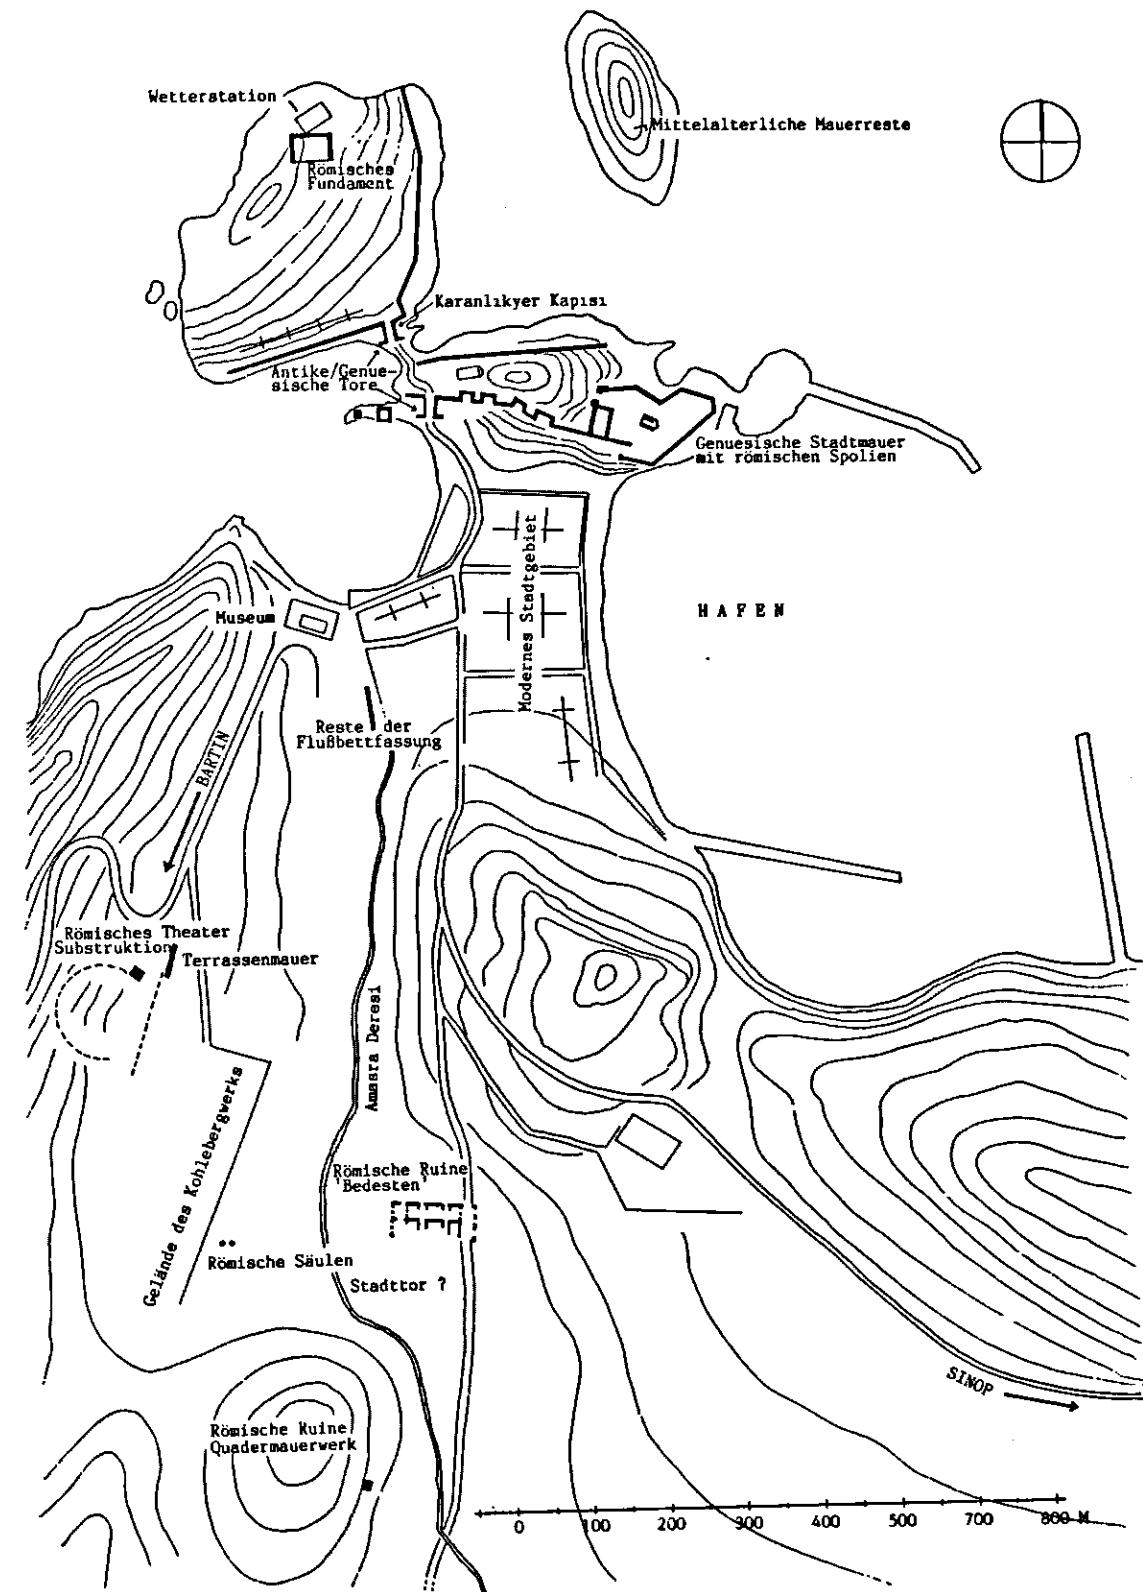 Wetterstation
Mittelalterliche Mauerreste
Römisches
Fundament
Karanlıkyer Kapısı
Antike/Genue-
sische Tore
Genuesische Stadtmauer
mit römischen Spolien
Modernes Stadtgebiet
HAFEN
Museum
Reste der
Flußbettfassung
BARTIN
Römisches Theater
Substruktion
Terrassenmauer
Amasra Deresi
Gelände des Kohlebergwerks
Römische Ruine
'Bedesten'
Römische Säulen
Stadttor ?
SINOP
Römische Ruine
Quadermauerwerk
0 100 200 300 400 500 700 800 M